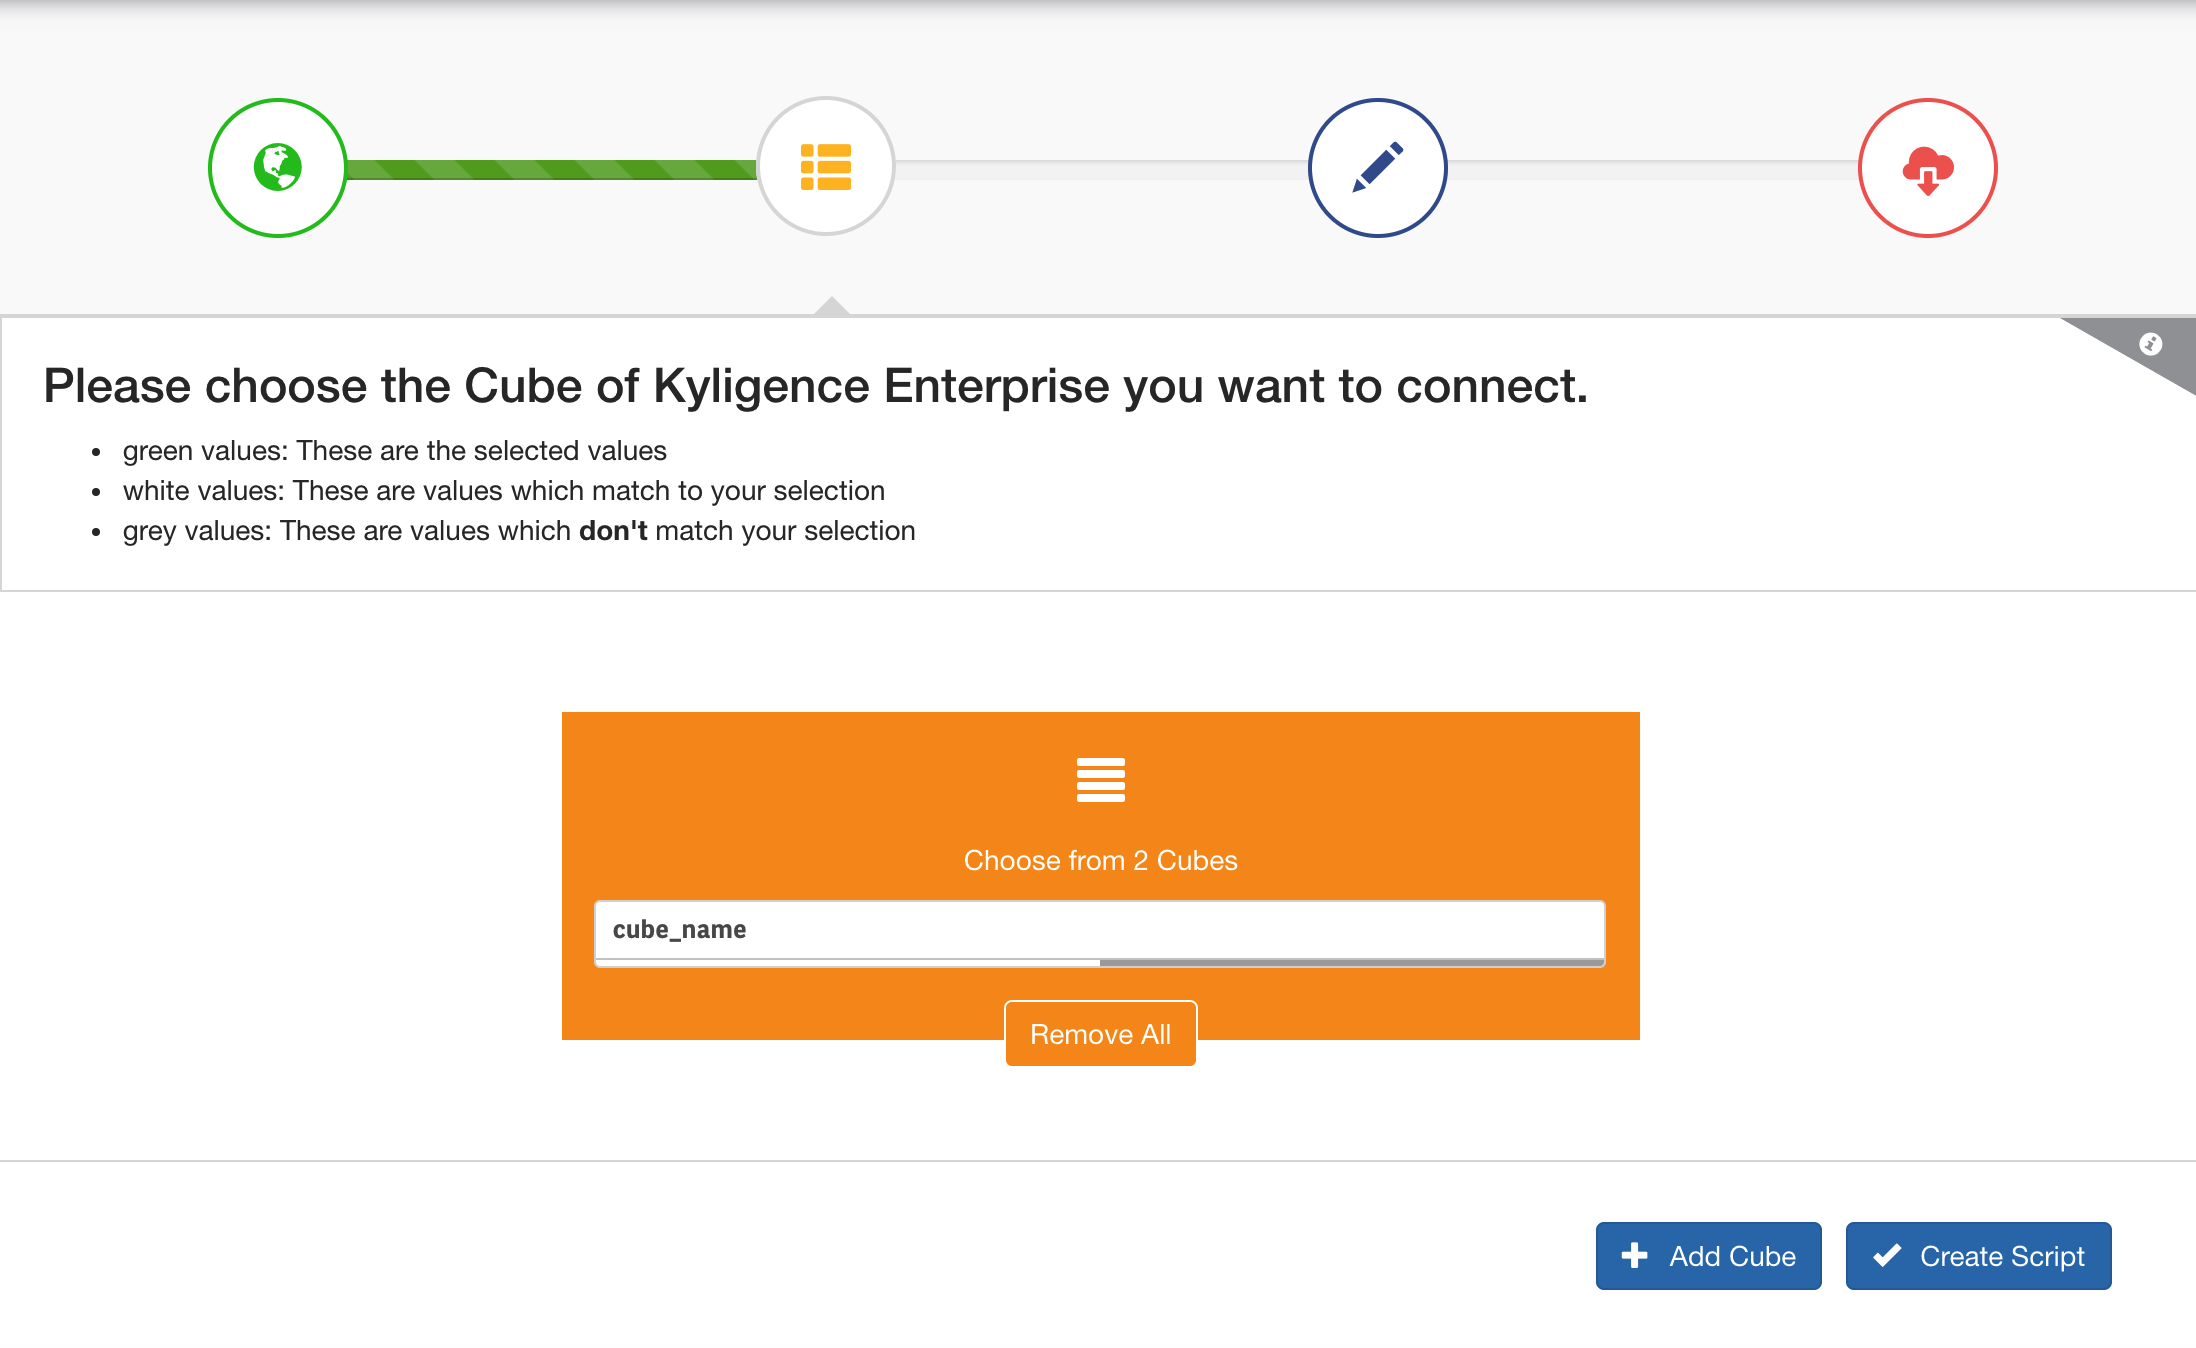 Please choose the Cube of Kyligence Enterprise you want to connect.
• green values: These are the selected values
• white values: These are values which match to your selection
• grey values: These are values which don't match your selection
Choose from 2 Cubes
cube_name
Remove All
Add Cube
Create Script